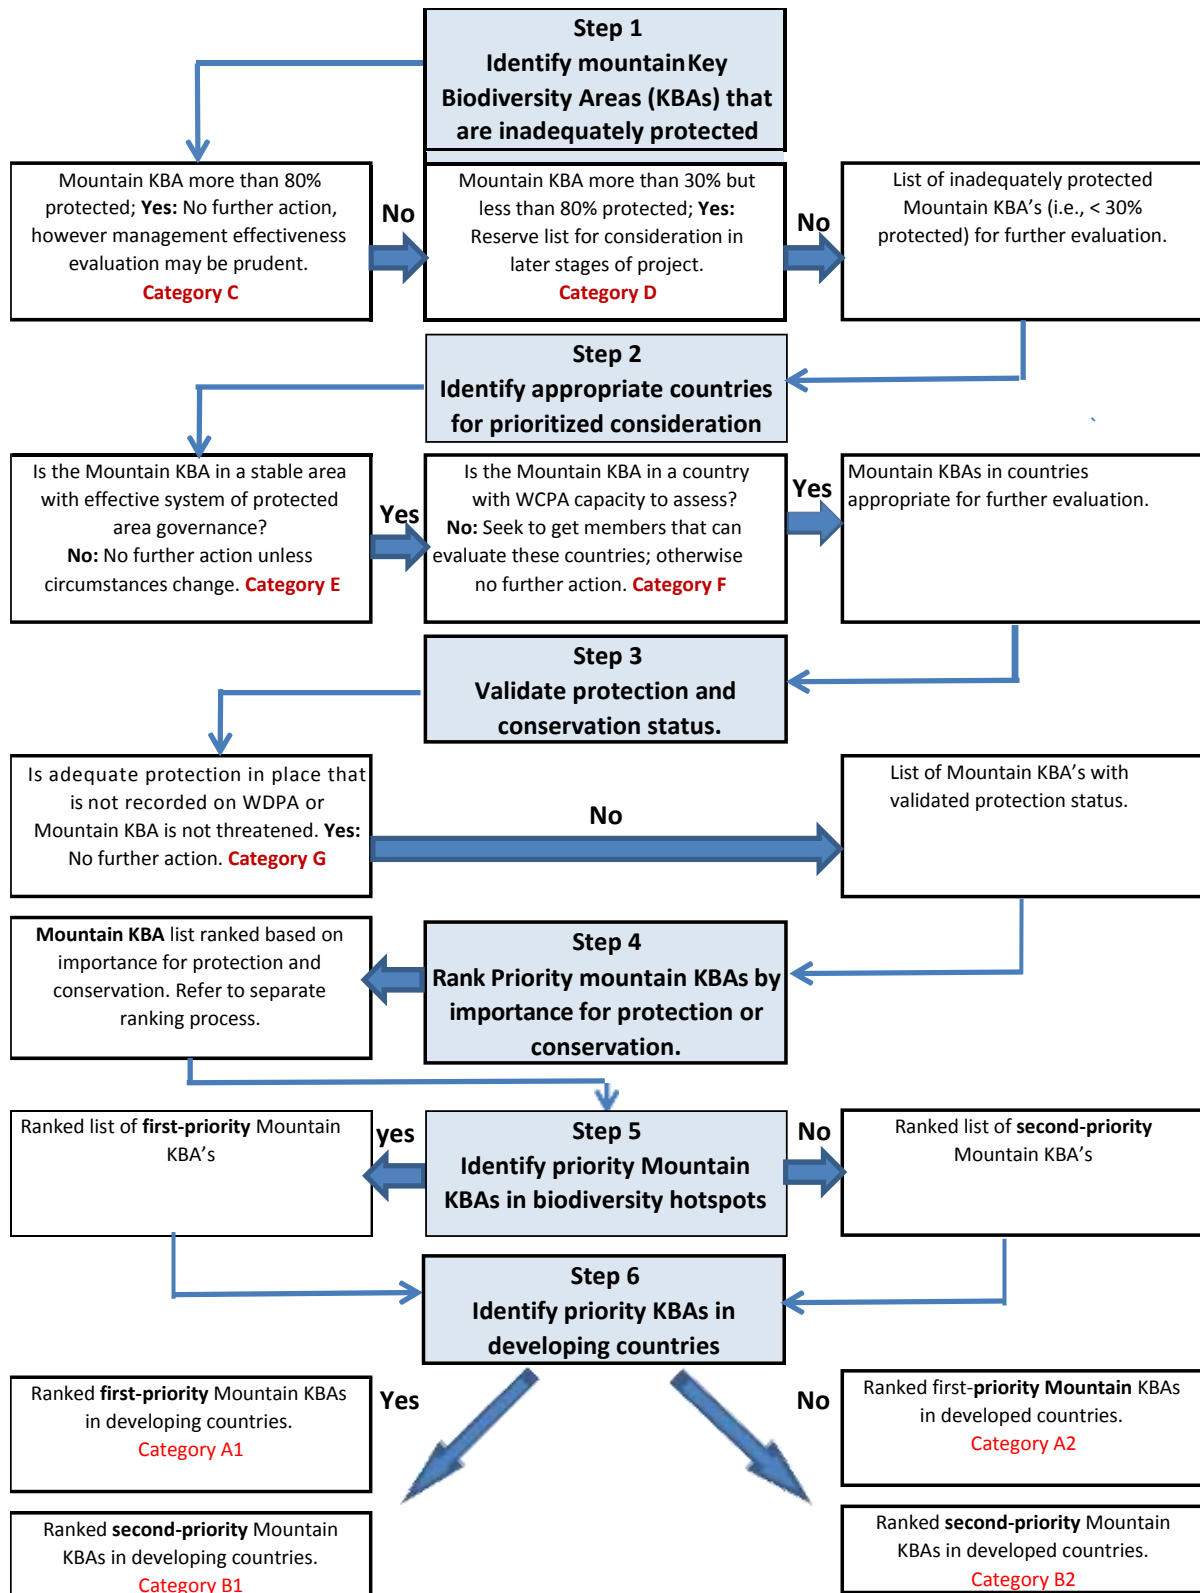 Step 1
Identify mountain Key
Biodiversity Areas (KBAs) that
are inadequately protected
Mountain KBA more than 80%
protected; Yes: No further action,
however management effectiveness
evaluation may be prudent.
Category C
No
Mountain KBA more than 30% but
less than 80% protected; Yes:
Reserve list for consideration in
later stages of project.
Category D
No
List of inadequately protected
Mountain KBA's (i.e., < 30%
protected) for further evaluation.
Step 2
Identify appropriate countries
for prioritized consideration
Is the Mountain KBA in a stable area
with effective system of protected
area governance?
No: No further action unless
circumstances change. Category E
Yes
Is the Mountain KBA in a country
with WCPA capacity to assess?
No: Seek to get members that can
evaluate these countries; otherwise
no further action. Category F
Yes
Mountain KBAs in countries
appropriate for further evaluation.
Step 3
Validate protection and
conservation status.
Is adequate protection in place that
is not recorded on WDPA or
Mountain KBA is not threatened. Yes:
No further action. Category G
No
List of Mountain KBA's with
validated protection status.
Mountain KBA list ranked based on
importance for protection and
conservation. Refer to separate
ranking process.
Step 4
Rank Priority mountain KBAs by
importance for protection or
conservation.
Ranked list of first-priority Mountain
KBA's
yes
Step 5
Identify priority Mountain
KBAs in biodiversity hotspots
No
Ranked list of second-priority
Mountain KBA's
Step 6
Identify priority KBAs in
developing countries
Ranked first-priority Mountain KBAs
in developing countries.
Category A1
Yes
No
Ranked first-priority Mountain KBAs
in developed countries.
Category A2
Ranked second-priority Mountain
KBAs in developing countries.
Category B1
Ranked second-priority Mountain
KBAs in developed countries.
Category B2